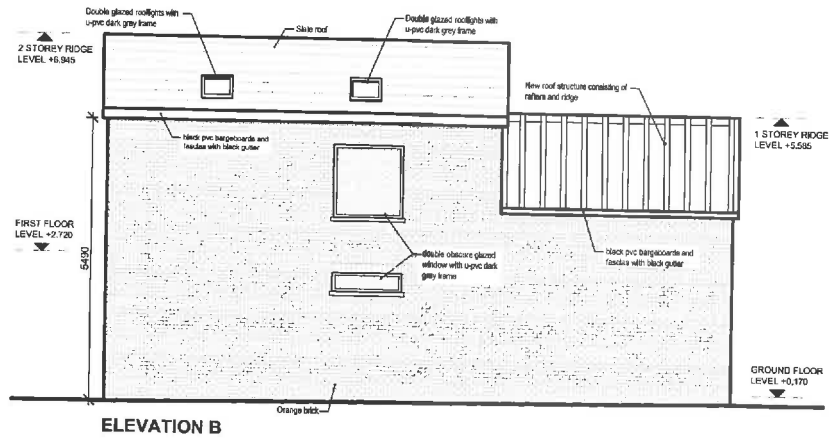 Double glazed rooflights with
u-pvc dark grey frame
Double glazed rooflights with
u-pvc dark grey frame
Slate roof
2 STOREY RIDGE
LEVEL +6.945
New roof structure consisting of
rafters and ridge
1 STOREY RIDGE
LEVEL +5.585
black pvc bargeboards and
fascias with black gutter
FIRST FLOOR
LEVEL +2.720
5490
double obscure glazed
window with u-pvc dark
grey frame
black pvc bargeboards and
fascias with black gutter
GROUND FLOOR
LEVEL +0.170
Orange brick
ELEVATION B